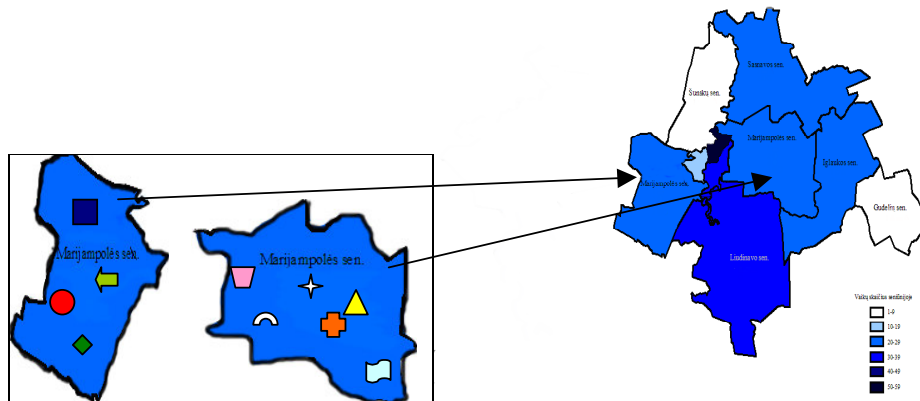 Sasnavos sen.
Šunskų sen.
Marijampolės sen.
Igliaukos sen.
Marijampolės sen.
Gudelių sen.
Liudinavo sen.
Marijampolės sen.
Marijampolės sen.
Vaikų skaičius seniūnijoje
1-9
10-19
20-29
30-39
40-49
50-59